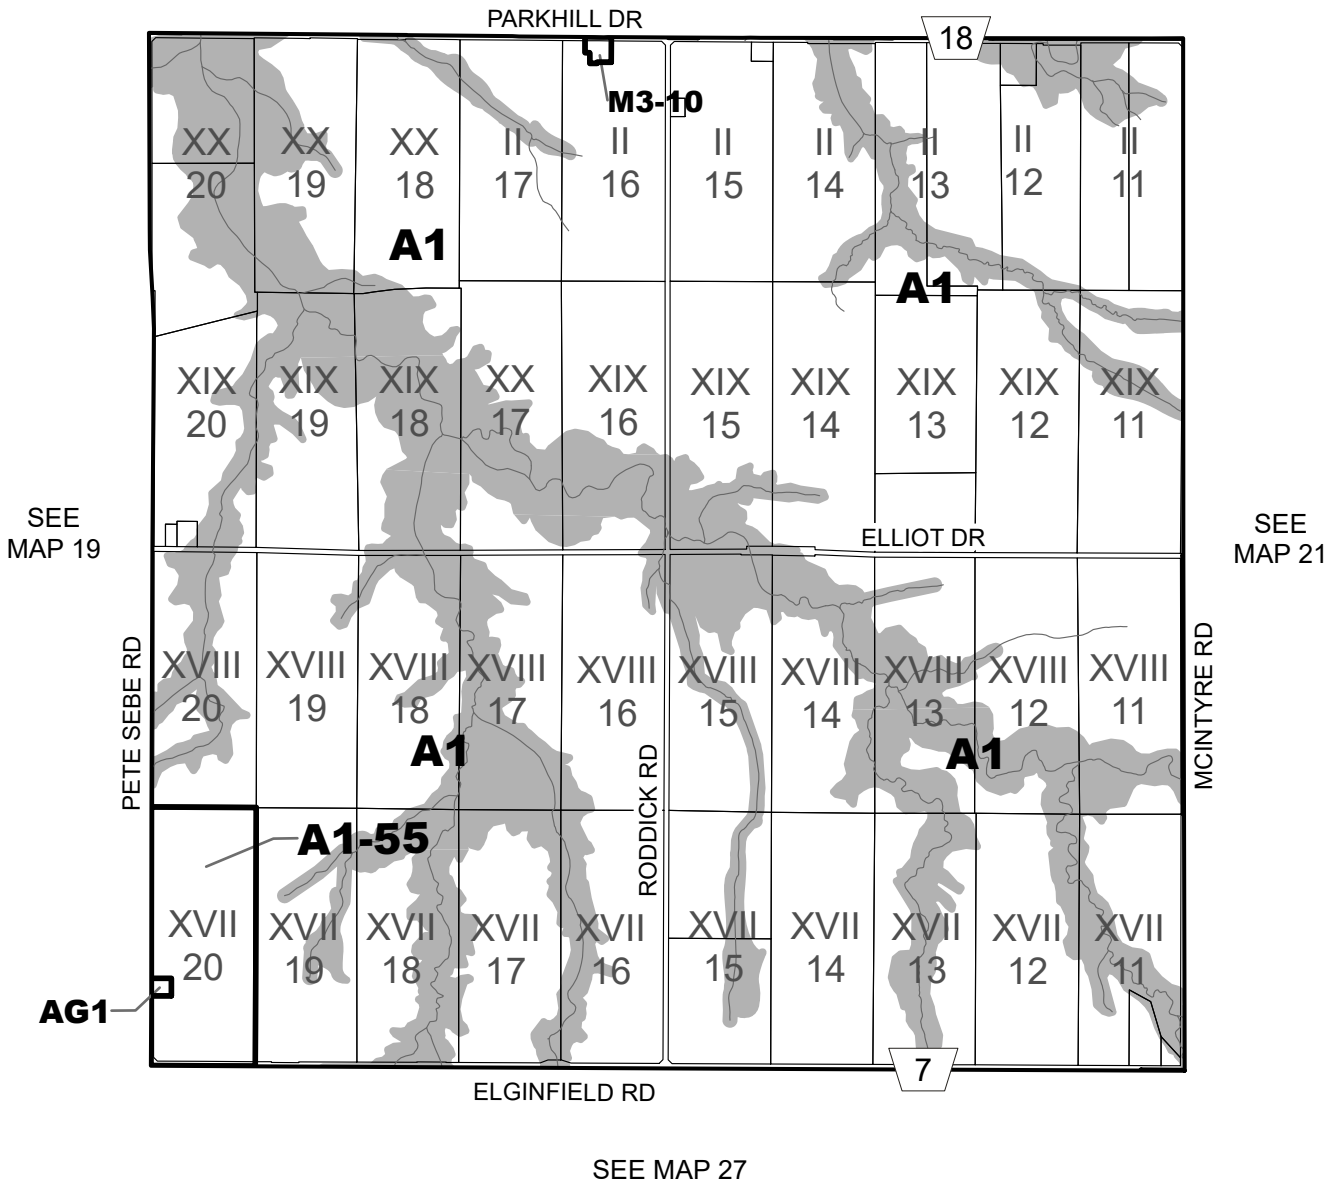 PARKHILL DR
18
M3-10
XX
20
XX
19
XX
18
II
17
II
16
II
15
II
14
II
13
II
12
II
11
A1
A1
XIX
20
XIX
19
XIX
18
XX
17
XIX
16
XIX
15
XIX
14
XIX
13
XIX
12
XIX
11
SEE
MAP 19
ELLIOT DR
SEE
MAP 21
PETE SEBE RD
XVIII
20
XVIII
19
XVIII
18
XVIII
17
XVIII
16
XVIII
15
XVIII
14
XVIII
13
XVIII
12
XVIII
11
MCINTYRE RD
A1
A1
RODDICK RD
A1-55
XVII
20
XVII
19
XVII
18
XVII
17
XVII
16
XVII
15
XVII
14
XVII
13
XVII
12
XVII
11
AG1
7
ELGINFIELD RD
SEE MAP 27